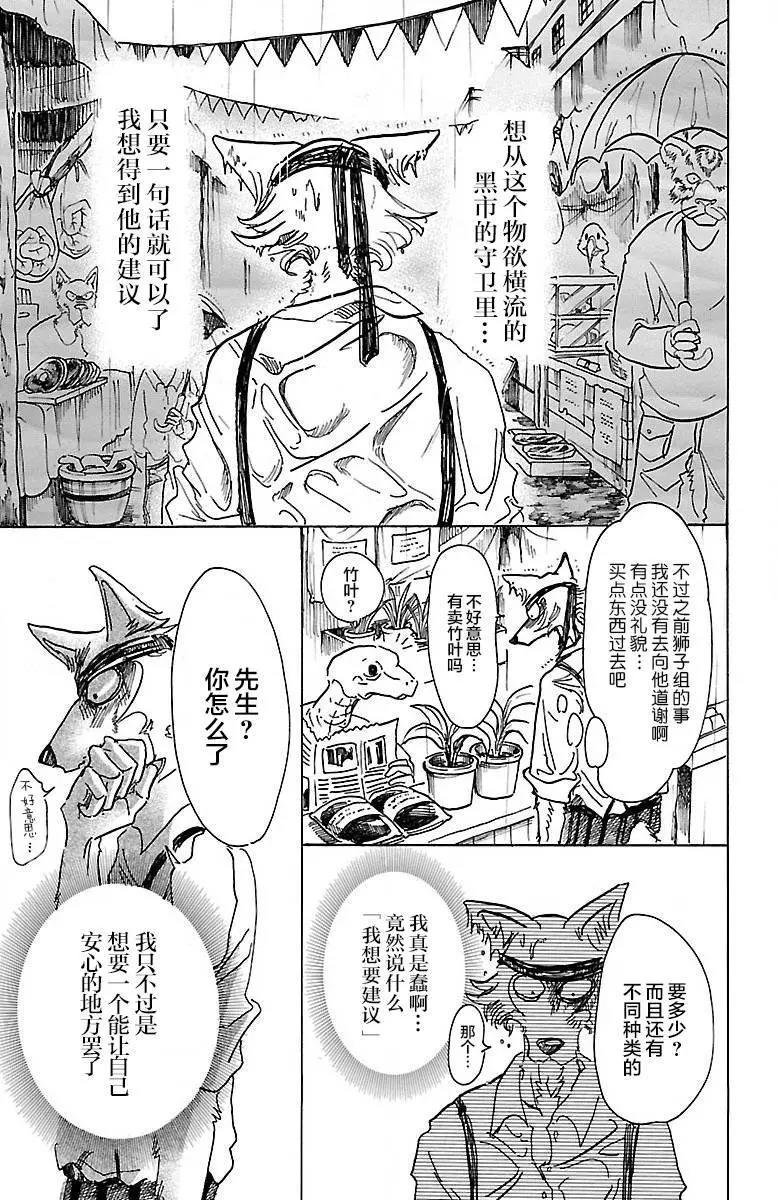 想从这个物欲横流的
黑市的守卫里…
只要一句话就可以了
我想得到他的建议
不过之前狮子组的事
我还没有去向他道谢啊
有点没礼貌…
买点东西过去吧
不好意思…
有卖竹叶吗
竹叶？
要多少？
而且还有
不同种类的
那个…
我真是蠢啊…
竟然说什么
「我想要建议」
先生？
你怎么了
不好意思…
我只不过是
想要一个能让自己
安心的地方罢了